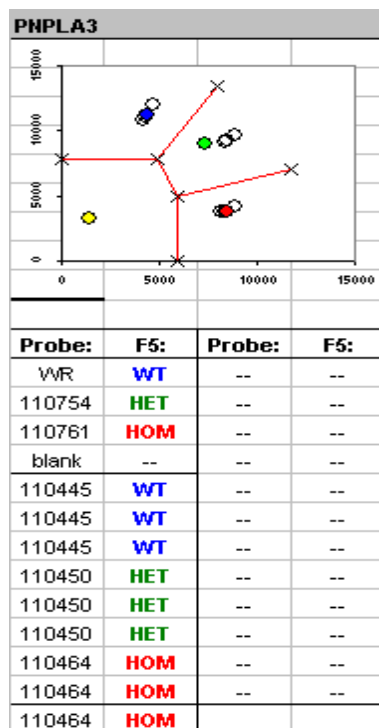 PNPLA3
15000
10000
5000
0
0 5000 10000 15000
Probe: F5: Probe: F5:
WR WT -- --
110754 HET -- --
110761 HOM -- --
blank -- -- --
110445 WT -- --
110445 WT -- --
110445 WT -- --
110450 HET -- --
110450 HET -- --
110450 HET -- --
110464 HOM -- --
110464 HOM -- --
110464 HOM